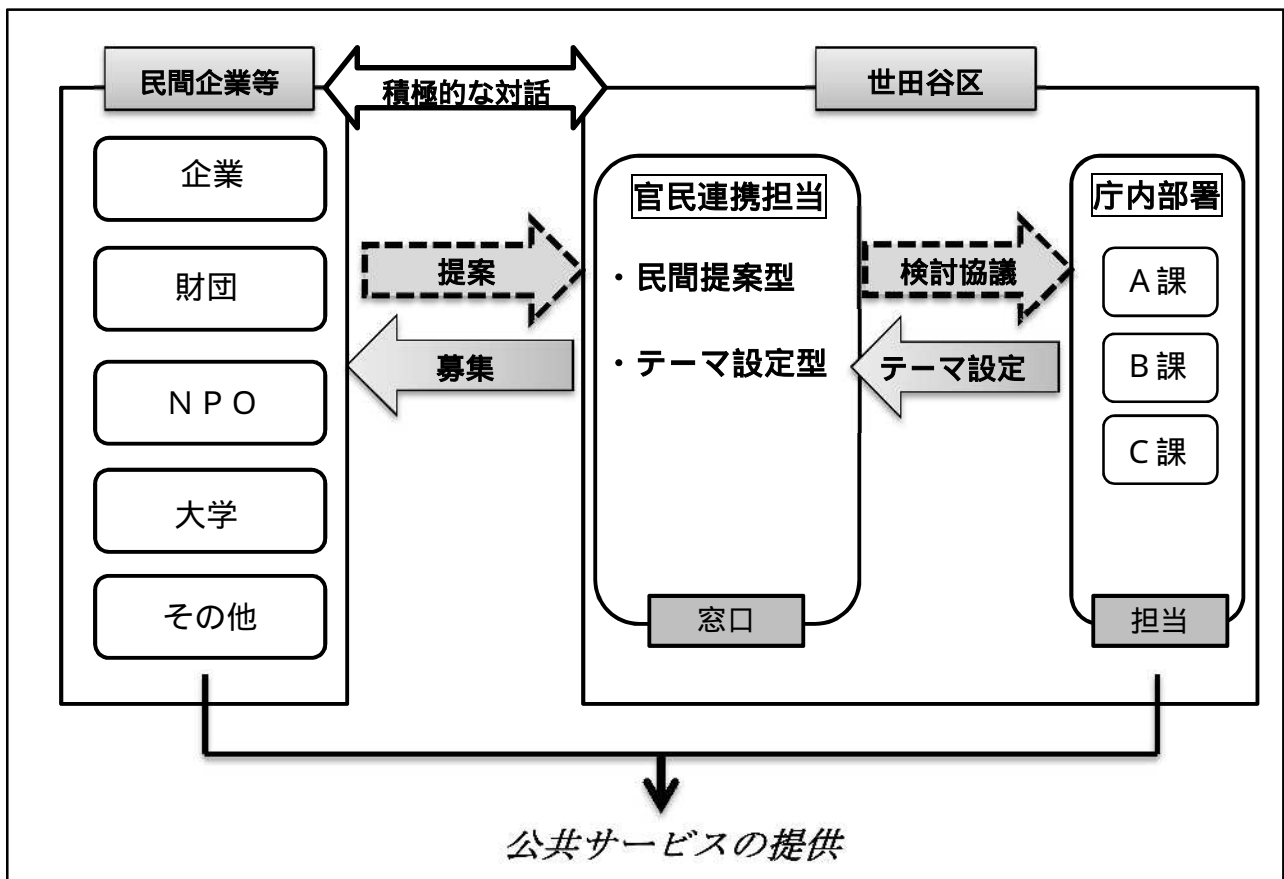 民間企業等
積極的な対話
世田谷区
企業
財団
ＮＰＯ
大学
その他
提案
募集
官民連携担当
・民間提案型
・テーマ設定型
窓口
検討協議
テーマ設定
庁内部署
Ａ課
Ｂ課
Ｃ課
担当
公共サービスの提供